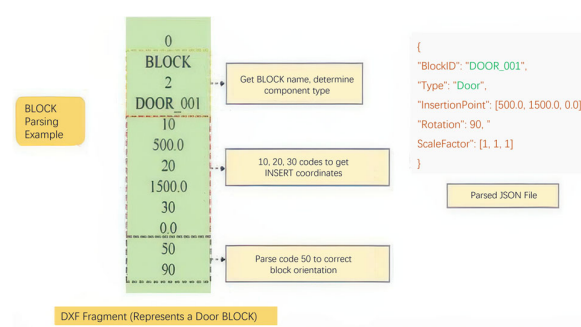 BLOCK
Parsing
Example
0
BLOCK
2
DOOR_001
10
500.0
20
1500.0
30
0.0
50
90
Get BLOCK name, determine
component type
10, 20, 30 codes to get
INSERT coordinates
Parse code 50 to correct
block orientation
{
"BlockID": "DOOR_001",
"Type": "Door",
"InsertionPoint": [500.0, 1500.0, 0.0]
"Rotation": 90, "
ScaleFactor": [1, 1, 1]
}
Parsed JSON File
DXF Fragment (Represents a Door BLOCK)